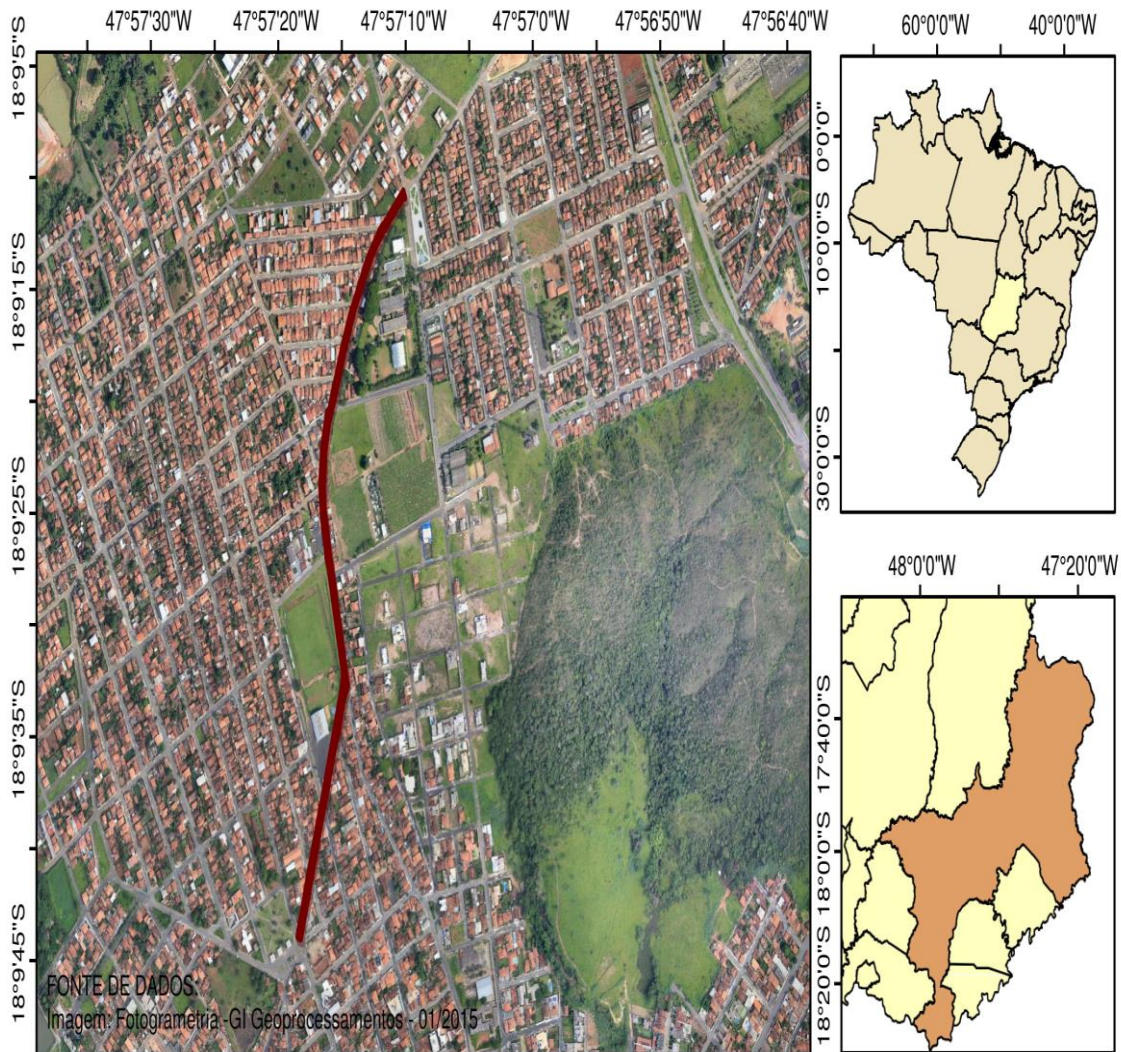 47°57'30"W 47°57'20"W 47°57'10"W 47°57'0"W 47°56'50"W 47°56'40"W
18°9'5"S
18°9'15"S
18°9'25"S
18°9'35"S
18°9'45"S
FONTE DE DADOS:
Imagem: Fotogrametria -GI Geoprocessamentos - 01/2015
60°0'0"W 40°0'0"W
0°0'0"
10°0'0"S
30°0'0"S
48°0'0"W 47°20'0"W
17°40'0"S
18°0'0"S
18°20'0"S